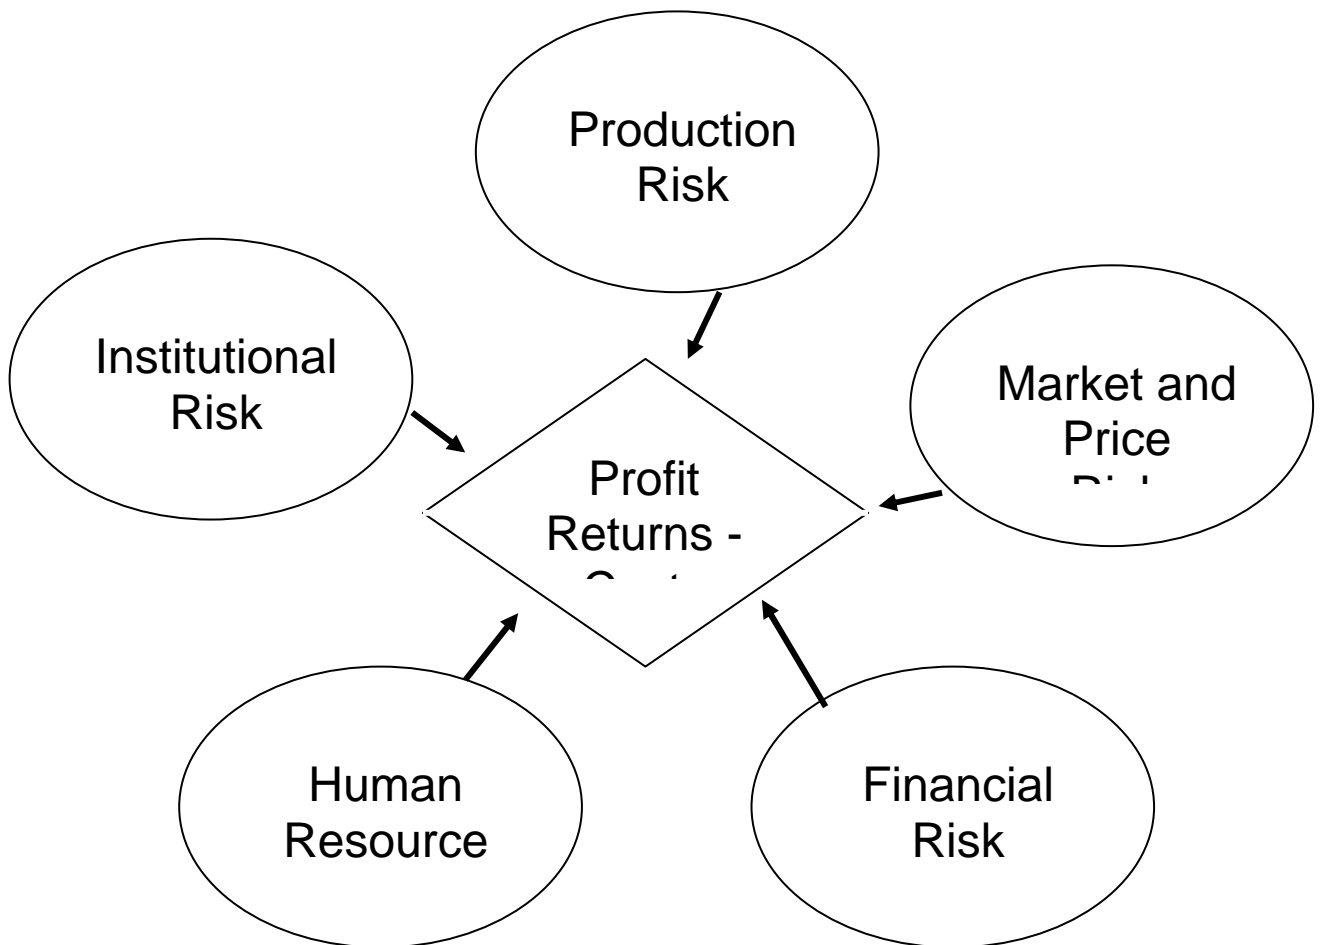 Production
Risk
Institutional
Risk
Market and
Price
Profit
Returns -
Human
Resource
Financial
Risk